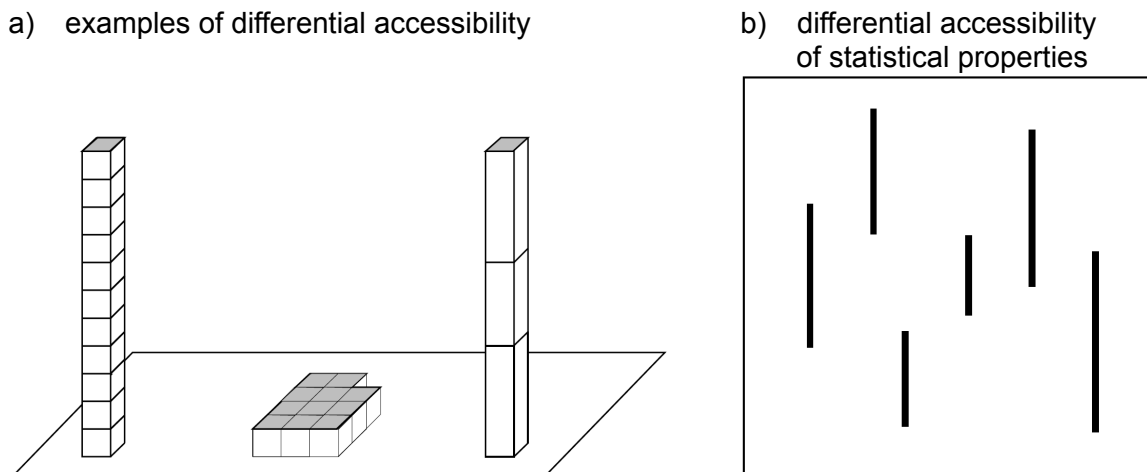 a) examples of differential accessibility
b) differential accessibility
of statistical properties